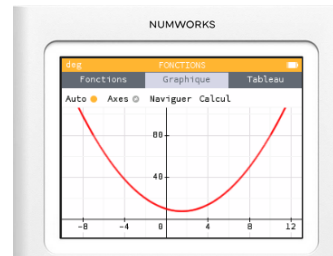 NUMWORKS
deg FONCTIONS
Fonctions Graphique Tableau
Auto Axes Naviguer Calcul
80
40
-8 -4 0 4 8 12